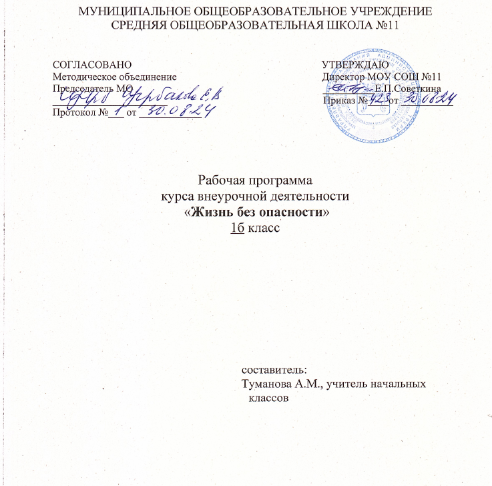 МУНИЦИПАЛЬНОЕ ОБЩЕОБРАЗОВАТЕЛЬНОЕ УЧРЕЖДЕНИЕ
СРЕДНЯЯ ОБЩЕОБРАЗОВАТЕЛЬНАЯ ШКОЛА №11
СОГЛАСОВАНО
Методическое объединение
Председатель МО
Протокол № 1 от 30.08.24
УТВЕРЖДАЮ
Директор МОУ СОШ №11
Е.П.Советкина
Приказ № 423 от 30.08.24
Рабочая программа
курса внеурочной деятельности
«Жизнь без опасности»
1б класс
составитель:
Туманова А.М., учитель начальных
классов